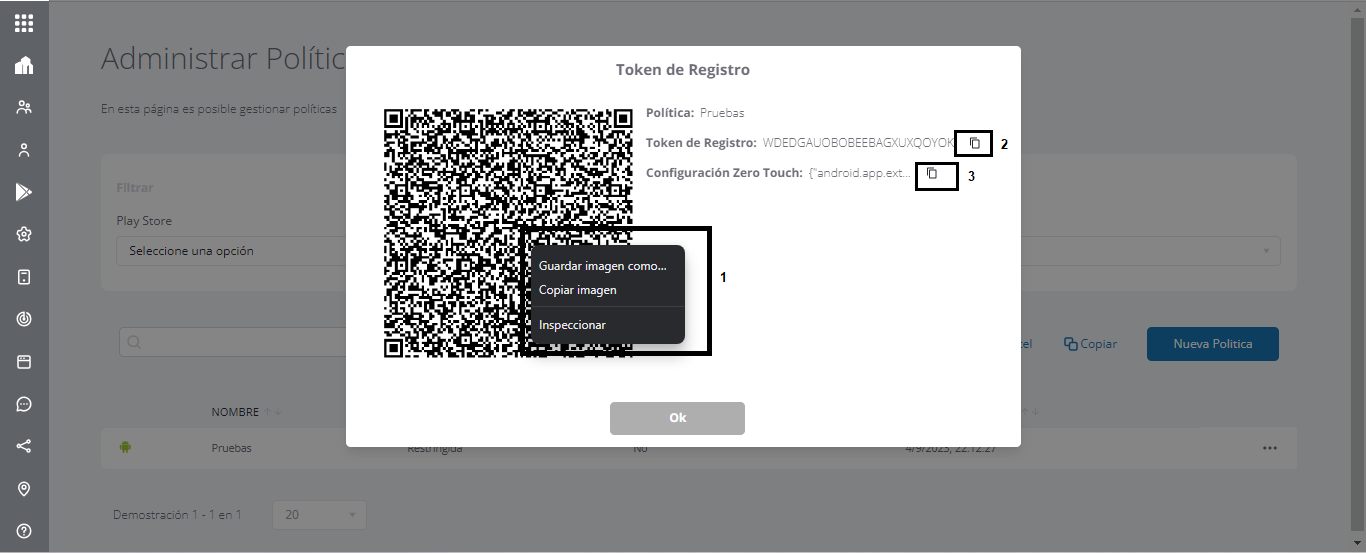 Administrar Polític
En esta página es posible gestionar políticas
Filtrar
Play Store
Seleccione una opción
Token de Registro
Política: Pruebas
Token de Registro: WDEDGAUOBOBEEBAGXUXQOYOK
2
Configuración Zero Touch: {"android.app.ext...
3
Guardar imagen como...
Copiar imagen
Inspeccionar
1
Ok
Copiar
Nueva Politica
NOMBRE
Pruebas
Restringida
No
4/9/2023, 22:12:27
Demostración 1 - 1 en 1
20